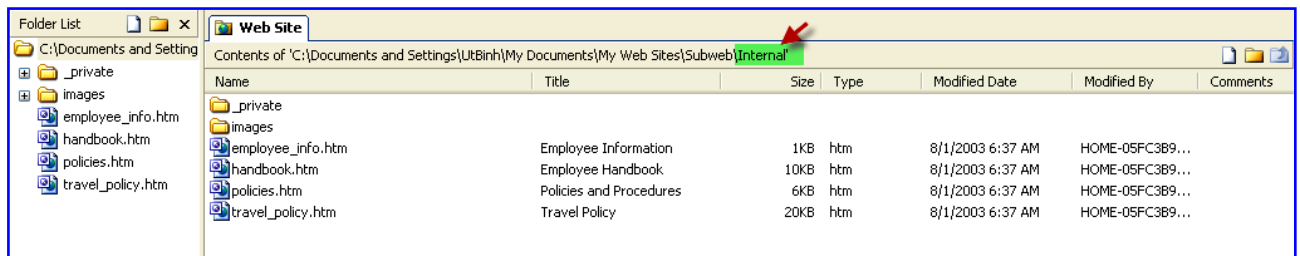 Folder List
C:\Documents and Setting
_private
images
employee_info.htm
handbook.htm
policies.htm
travel_policy.htm
Web Site
Contents of 'C:\Documents and Settings\UtBinh\My Documents\My Web Sites\Subweb\Internal'
Name Title Size Type Modified Date Modified By Comments
_private
images
employee_info.htm Employee Information 1KB htm 8/1/2003 6:37 AM HOME-05FC3B9...
handbook.htm Employee Handbook 10KB htm 8/1/2003 6:37 AM HOME-05FC3B9...
policies.htm Policies and Procedures 6KB htm 8/1/2003 6:37 AM HOME-05FC3B9...
travel_policy.htm Travel Policy 20KB htm 8/1/2003 6:37 AM HOME-05FC3B9...